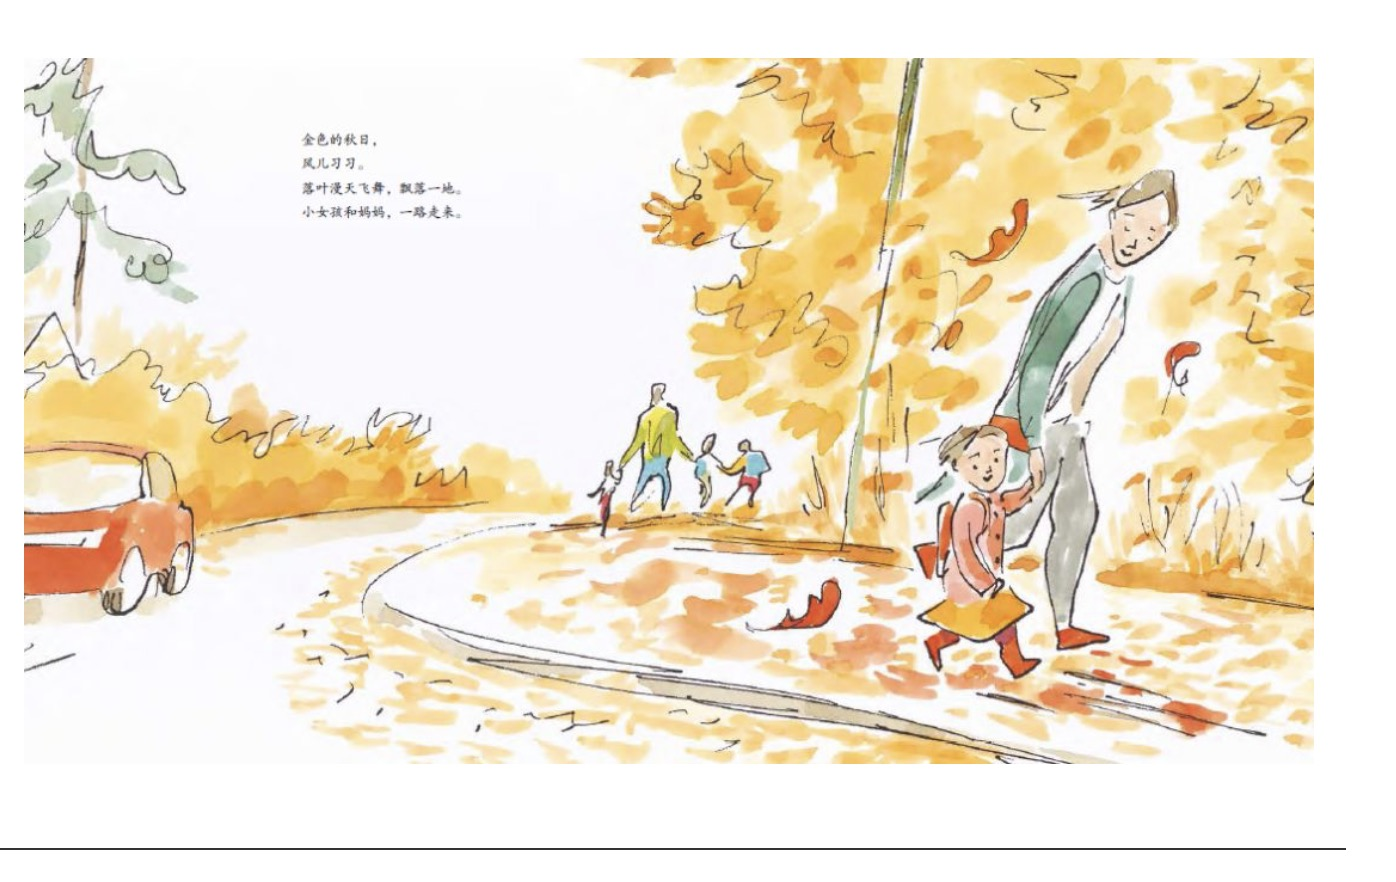 金色的秋日，
风儿习习。
落叶漫天飞舞，飘落一地。
小女孩和妈妈，一路走来。